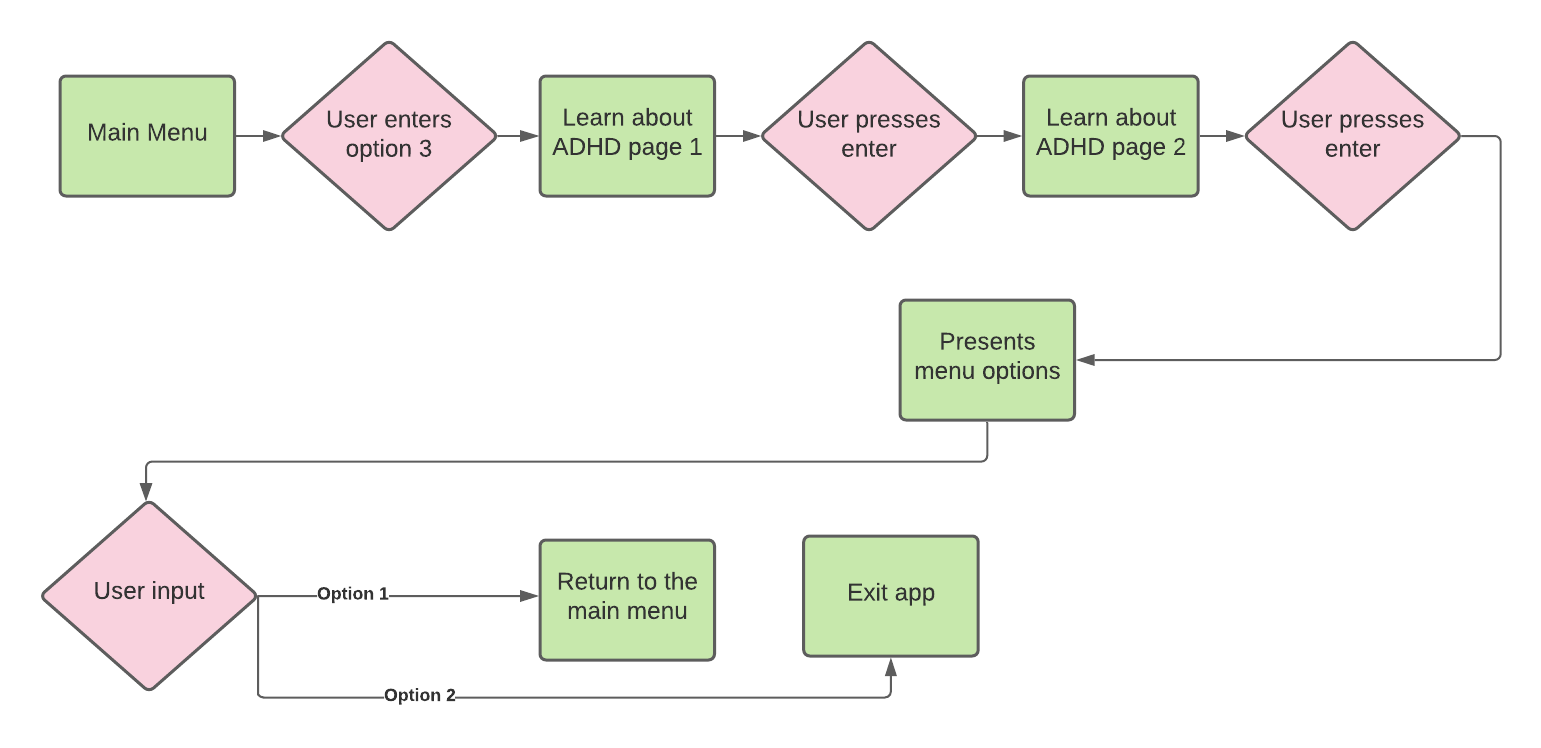 Main Menu
User enters
option 3
Learn about
ADHD page 1
User presses
enter
Learn about
ADHD page 2
User presses
enter
Presents
menu options
User input
Option 1
Return to the
main menu
Exit app
Option 2